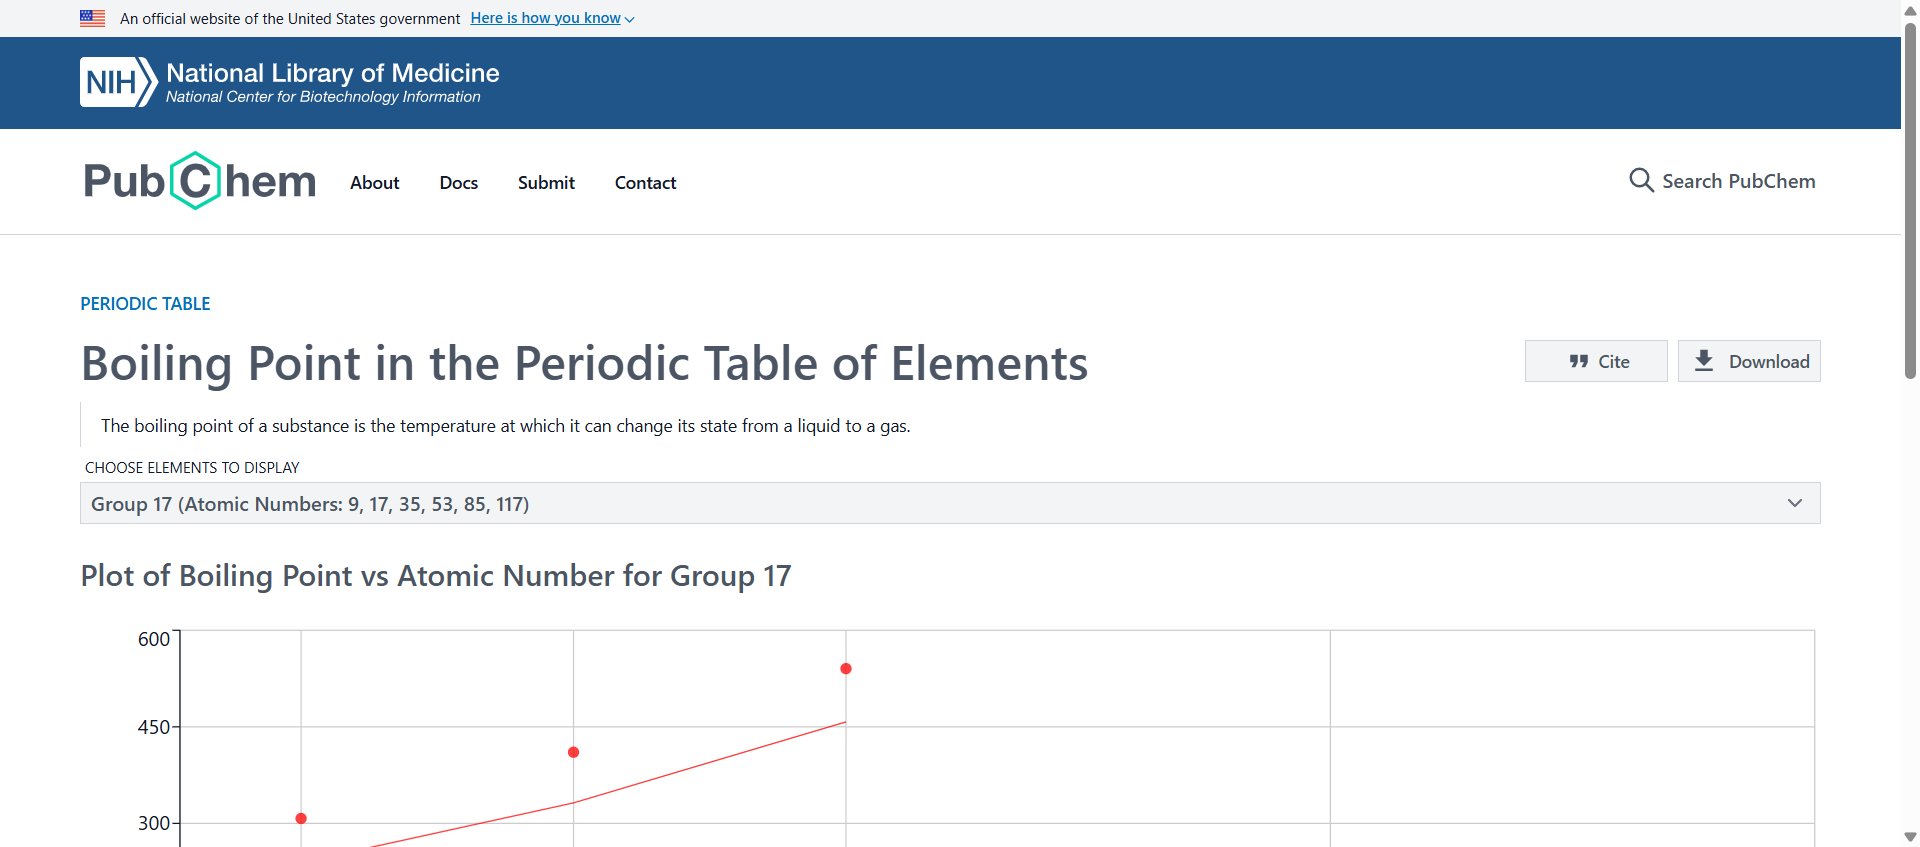 An official website of the United States government Here is how you know
NIH National Library of Medicine
National Center for Biotechnology Information
PubChem About Docs Submit Contact Search PubChem
PERIODIC TABLE
Boiling Point in the Periodic Table of Elements
Cite Download
The boiling point of a substance is the temperature at which it can change its state from a liquid to a gas.
CHOOSE ELEMENTS TO DISPLAY
Group 17 (Atomic Numbers: 9, 17, 35, 53, 85, 117)
Plot of Boiling Point vs Atomic Number for Group 17
600
450
300